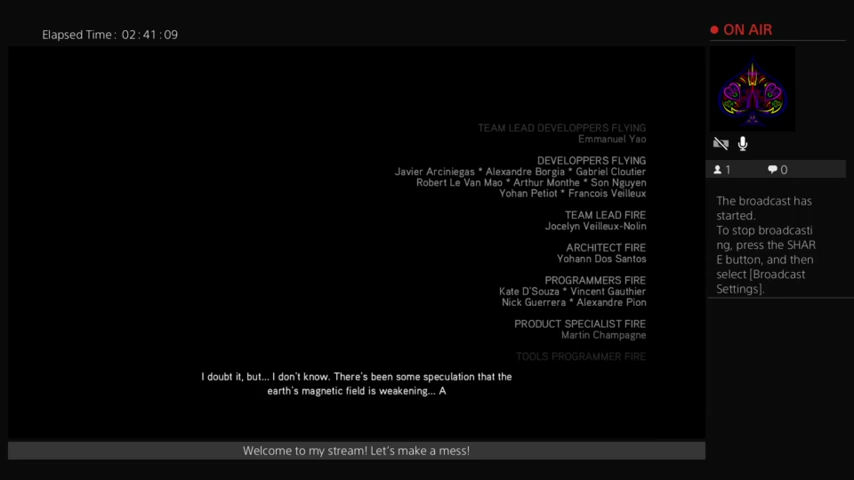 Elapsed Time: 02:41:09
ON AIR
TEAM LEAD DEVELOPPERS FLYING
Emmanuel Yao
DEVELOPPERS FLYING
Javier Arciniegas * Alexandre Borgia * Gabriel Cloutier
Robert Le Van Mao * Arthur Monthe * Son Nguyen
Yohan Petiot * Francois Veilleux
TEAM LEAD FIRE
Jocelyn Veilleux-Nolin
ARCHITECT FIRE
Yohann Dos Santos
PROGRAMMERS FIRE
Kate D'Souza * Vincent Gauthier
Nick Guerrera * Alexandre Pion
PRODUCT SPECIALIST FIRE
Martin Champagne
TOOLS PROGRAMMER FIRE
I doubt it, but... I don't know. There's been some speculation that the
earth's magnetic field is weakening... A
Welcome to my stream! Let's make a mess!
1
0
The broadcast has
started.
To stop broadcasti
ng, press the SHAR
E button, and then
select [Broadcast
Settings].